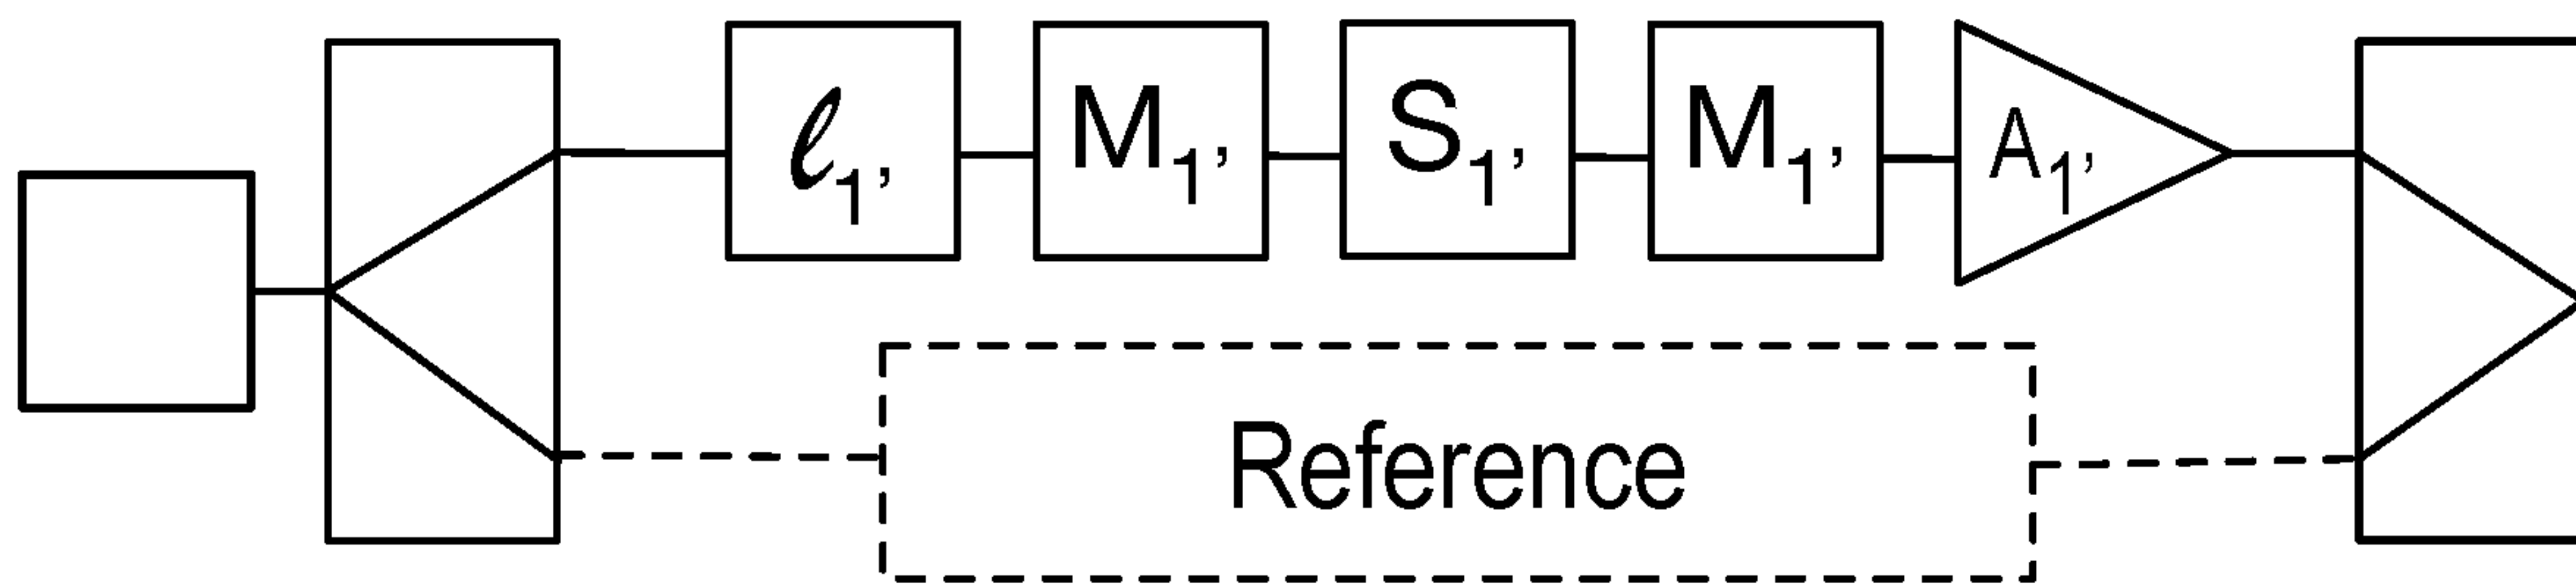 ℓ₁, M₁, S₁, M₁, A₁,
Reference